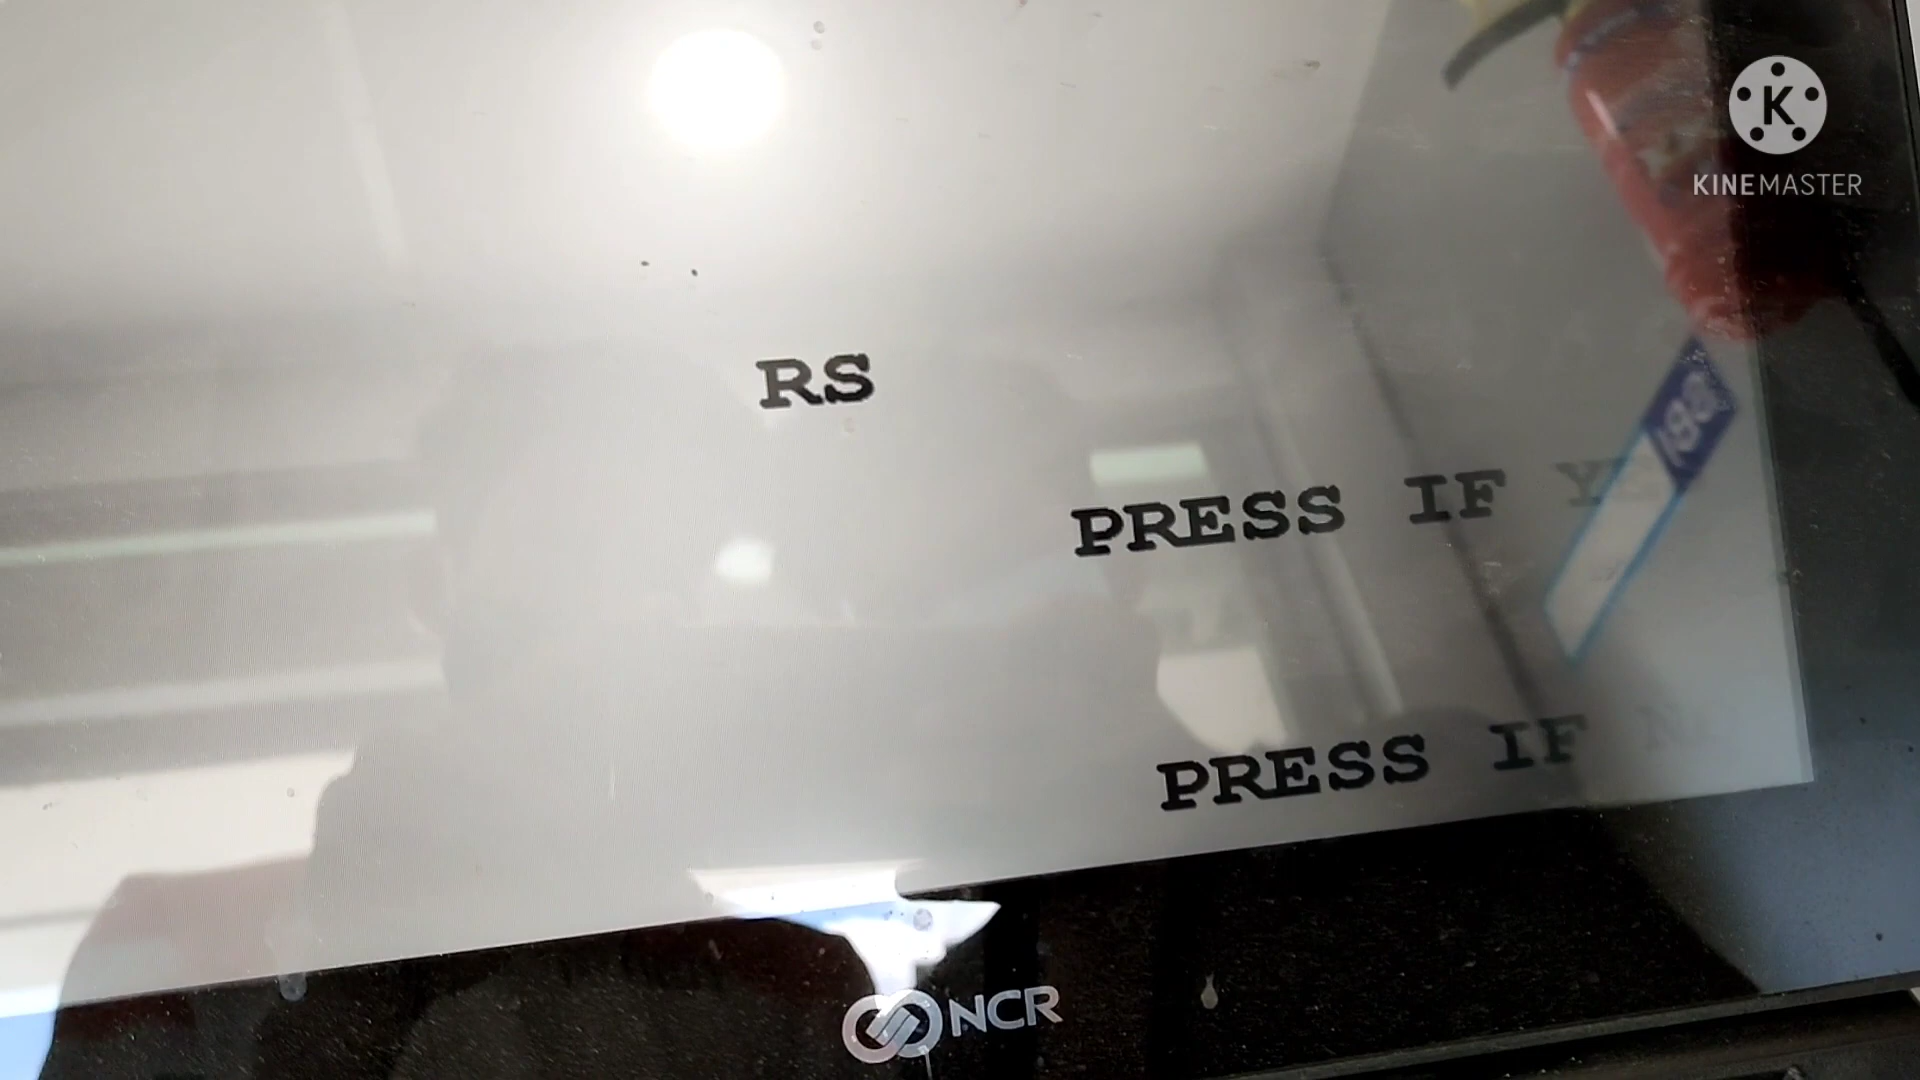 KINEMASTER
RS
PRESS IF
PRESS IF
NCR